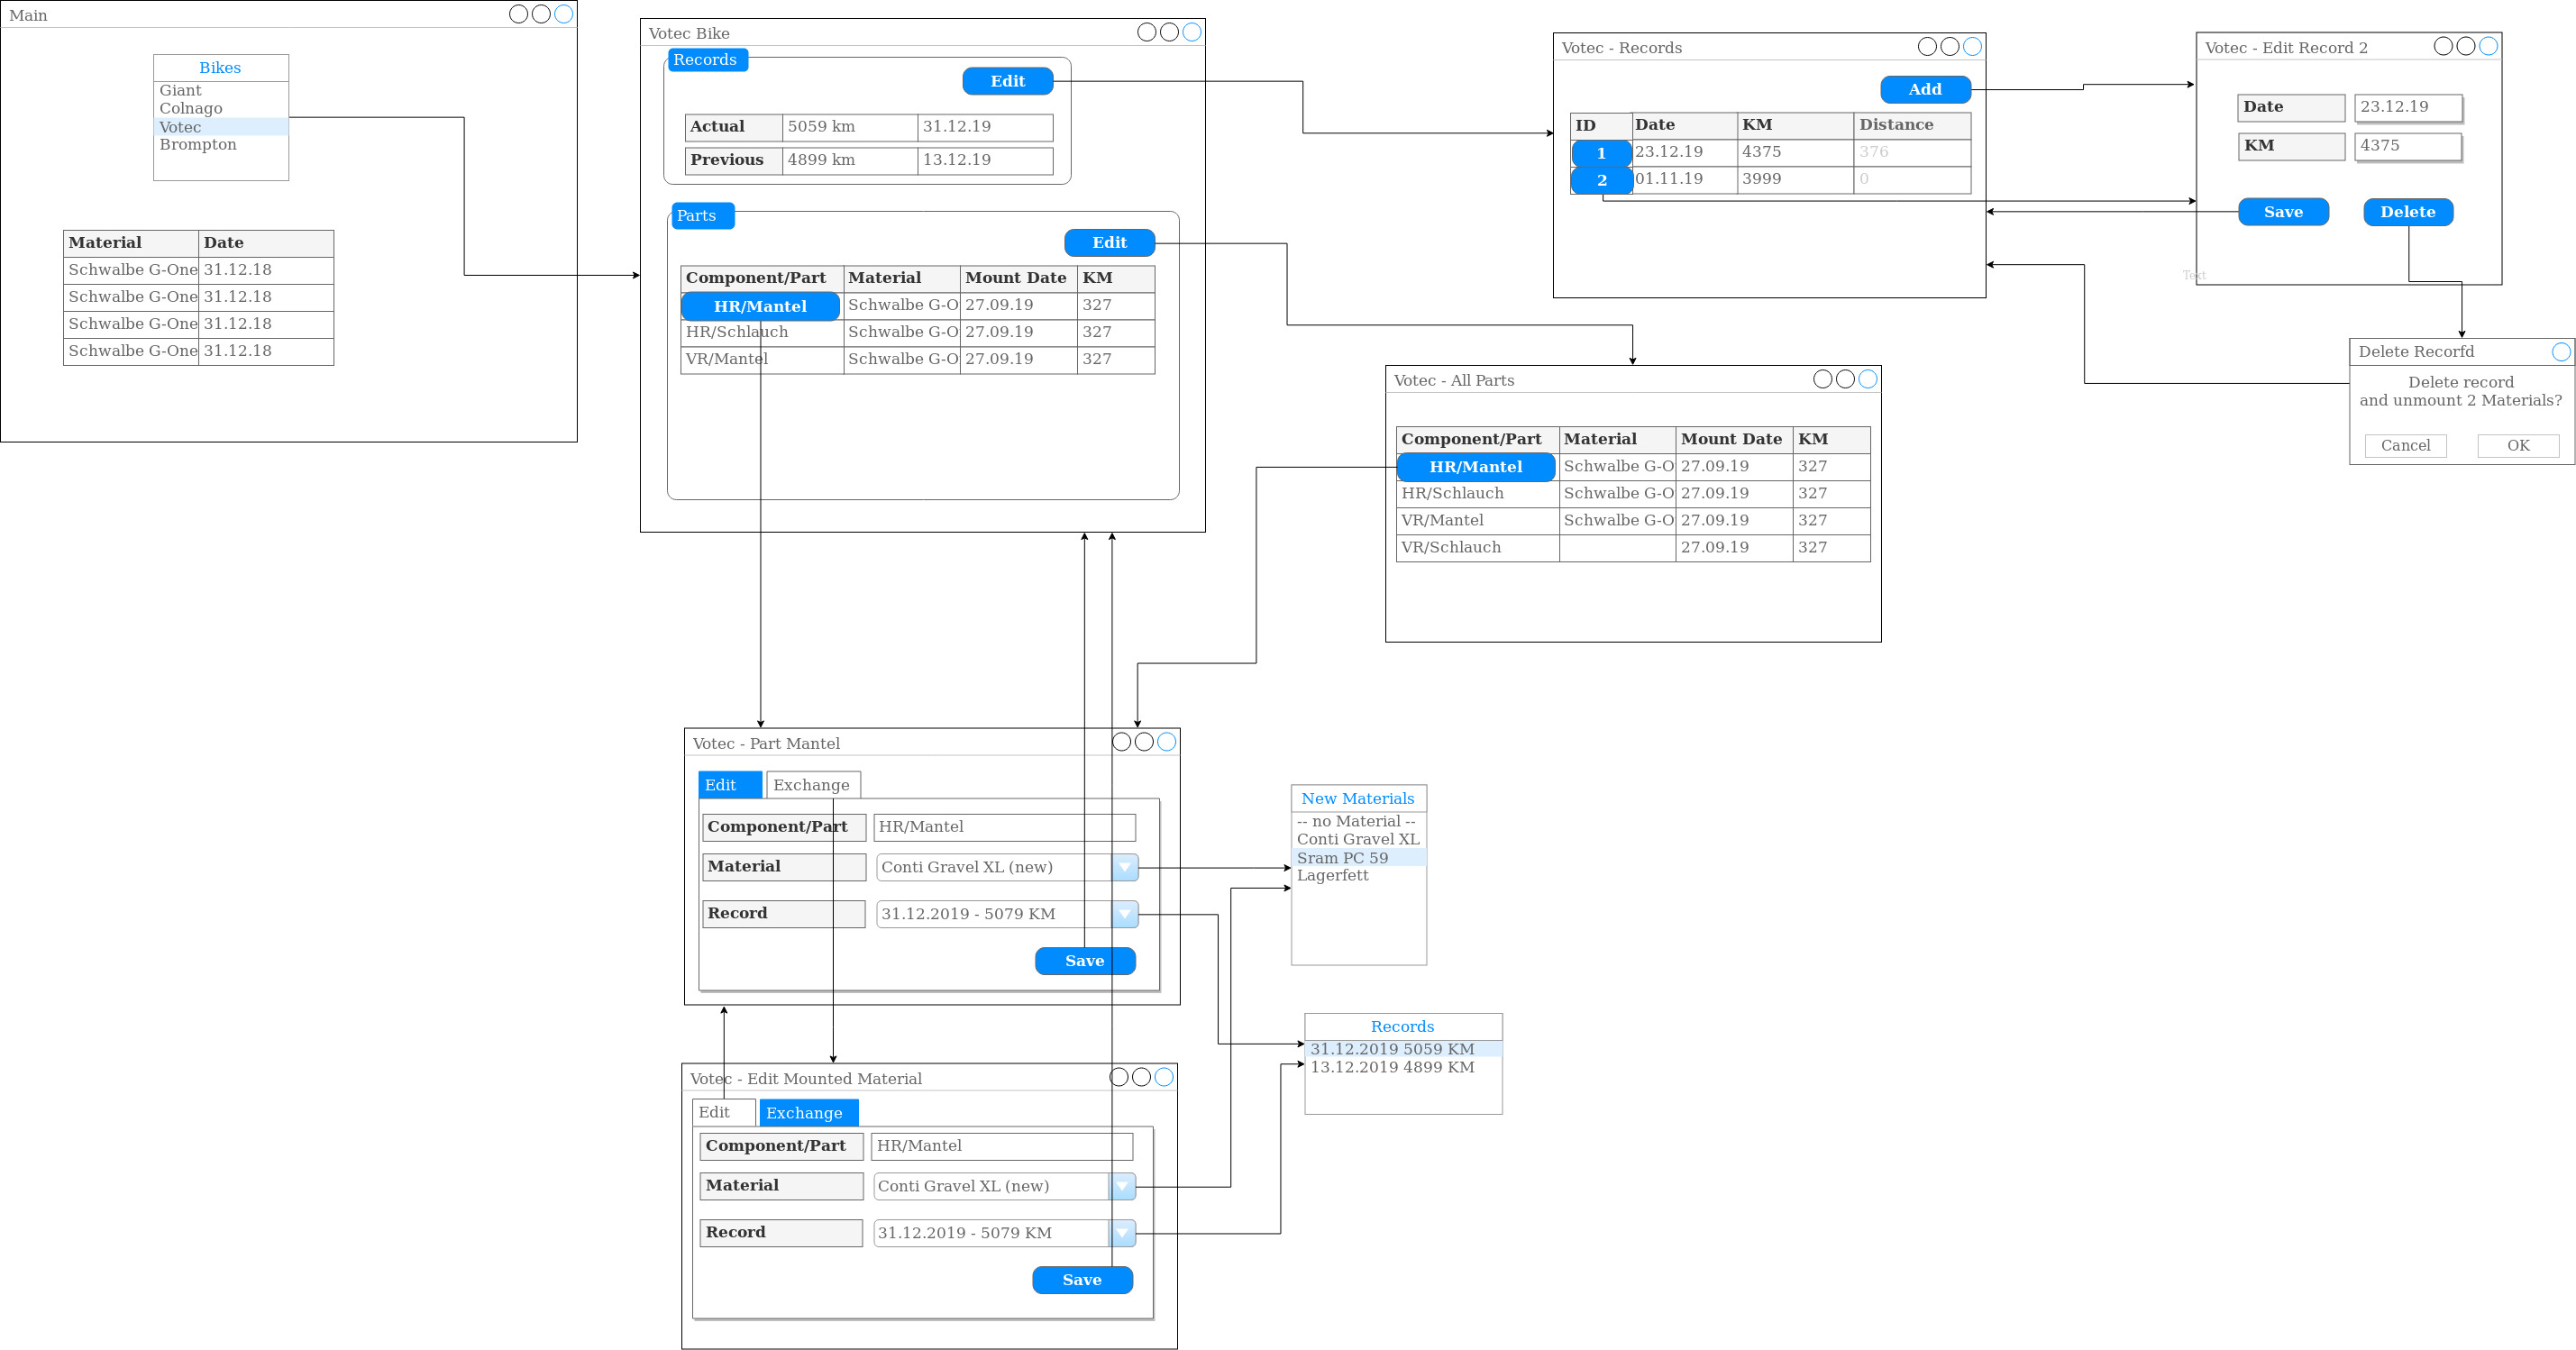 Main
Bikes
Giant
Colnago
Votec
Brompton
Material Date
Schwalbe G-One 31.12.18
Schwalbe G-One 31.12.18
Schwalbe G-One 31.12.18
Schwalbe G-One 31.12.18
Votec Bike
Records
Edit
Actual 5059 km 31.12.19
Previous 4899 km 13.12.19
Parts
Edit
Component/Part Material Mount Date KM
HR/Mantel Schwalbe G-O 27.09.19 327
HR/Schlauch Schwalbe G-O 27.09.19 327
VR/Mantel Schwalbe G-O 27.09.19 327
Votec - Records
Add
ID Date KM Distance
1 23.12.19 4375 376
2 01.11.19 3999 0
Votec - Edit Record 2
Date 23.12.19
KM 4375
Save Delete
Text
Delete Recorfd
Delete record
and unmount 2 Materials?
Cancel OK
Votec - All Parts
Component/Part Material Mount Date KM
HR/Mantel Schwalbe G-O 27.09.19 327
HR/Schlauch Schwalbe G-O 27.09.19 327
VR/Mantel Schwalbe G-O 27.09.19 327
VR/Schlauch 27.09.19 327
Votec - Part Mantel
Edit Exchange
Component/Part HR/Mantel
Material Conti Gravel XL (new)
Record 31.12.2019 - 5079 KM
Save
New Materials
-- no Material --
Conti Gravel XL
Sram PC 59
Lagerfett
Records
31.12.2019 5059 KM
13.12.2019 4899 KM
Votec - Edit Mounted Material
Edit Exchange
Component/Part HR/Mantel
Material Conti Gravel XL (new)
Record 31.12.2019 - 5079 KM
Save